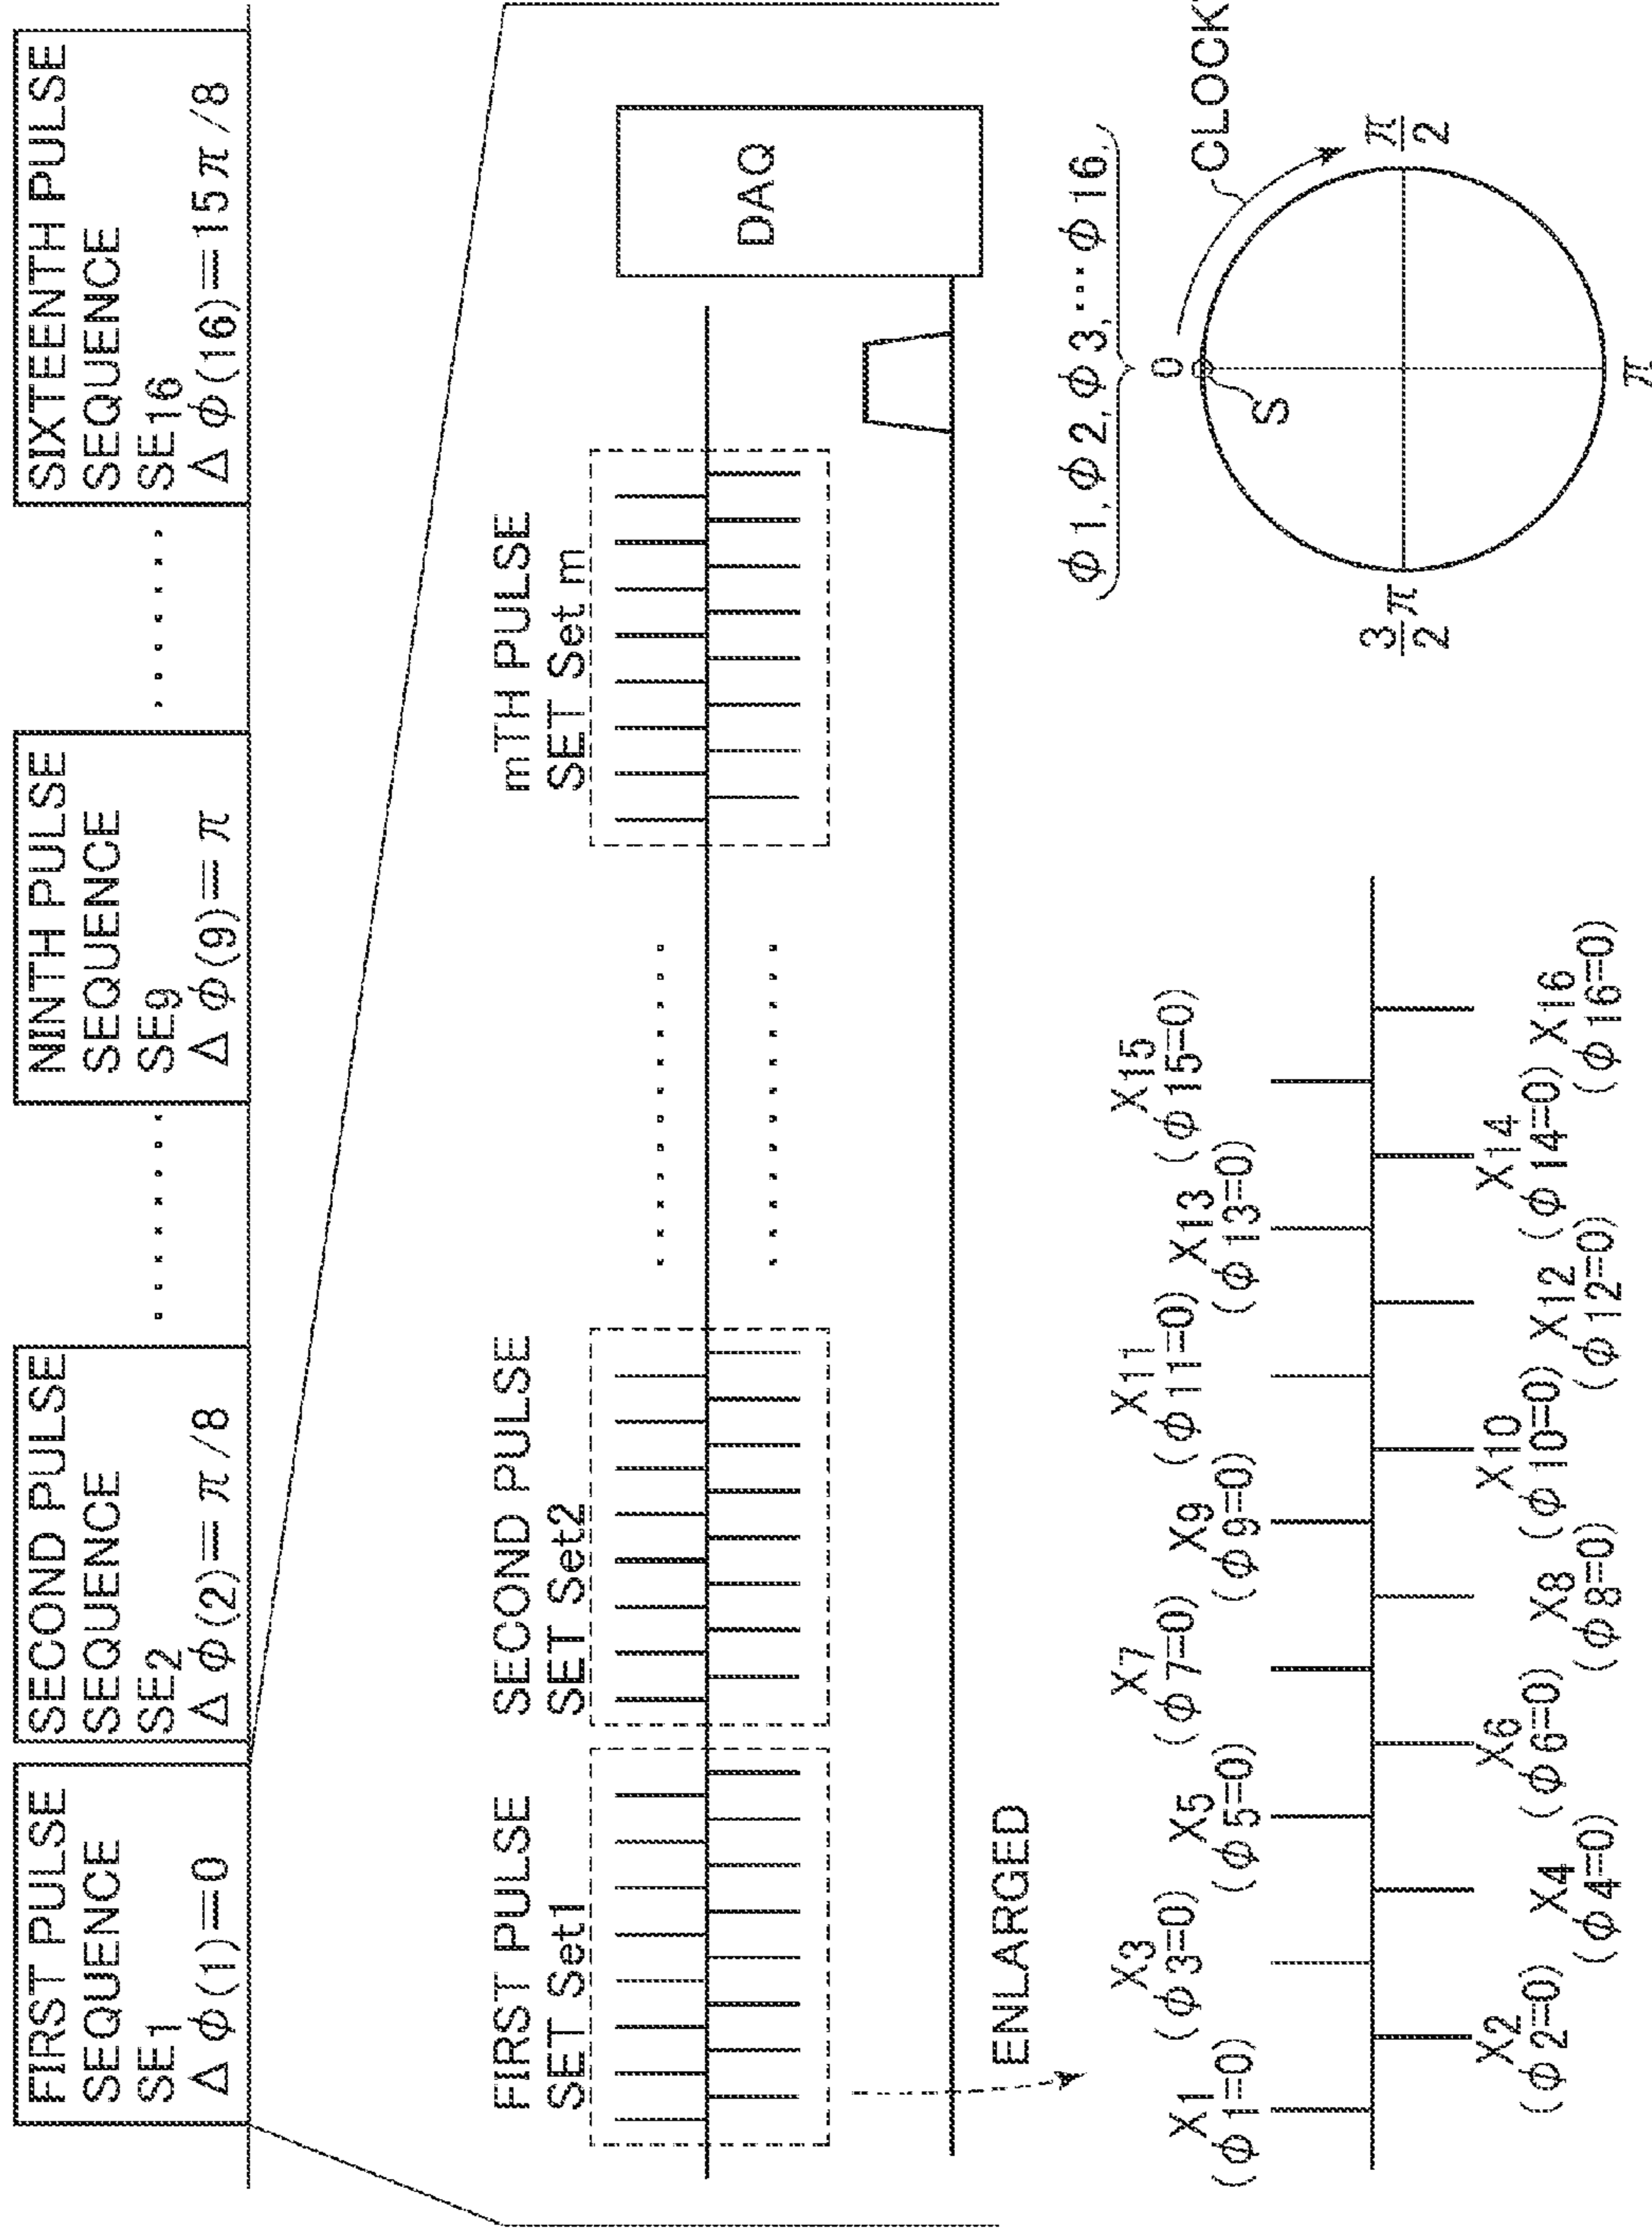 FIRST PULSE
SEQUENCE
SE1
Δφ(1)=0
SECOND PULSE
SEQUENCE
SE2
Δφ(2)=π/8
NINTH PULSE
SEQUENCE
SE9
Δφ(9)=π
SIXTEENTH PULSE
SEQUENCE
SE16
Δφ(16)=15π/8
FIRST PULSE
SET Set1
SECOND PULSE
SET Set2
mTH PULSE
SET Set m
DAQ
ENLARGED
X1
(φ1=0)
X3
(φ3=0)
X5
(φ5=0)
X7
(φ7=0)
X9
(φ9=0)
X11
(φ11=0)
X13
(φ13=0)
X15
(φ15=0)
X2
(φ2=0)
X4
(φ4=0)
X6
(φ6=0)
X8
(φ8=0)
X10
(φ10=0)
X12
(φ12=0)
X14
(φ14=0)
X16
(φ16=0)
φ1,φ2,φ3,…φ16,
0
CLOCK
S
3π/2
π/2
π